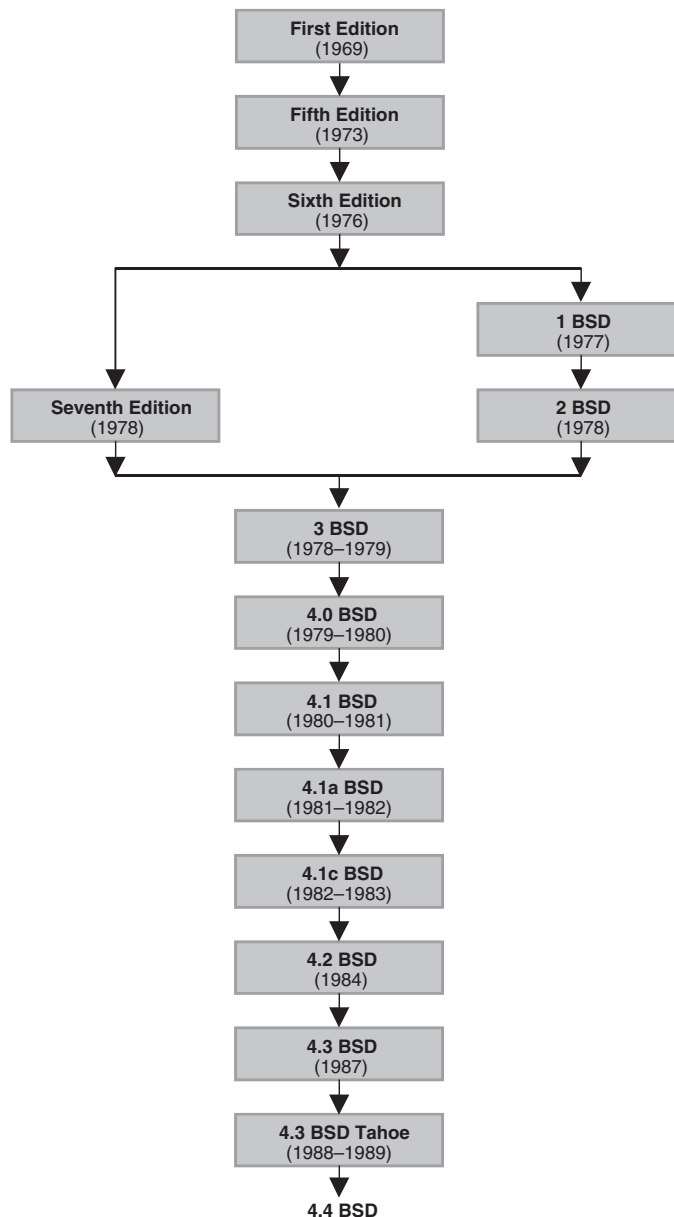 First Edition
(1969)
Fifth Edition
(1973)
Sixth Edition
(1976)
1 BSD
(1977)
Seventh Edition
(1978)
2 BSD
(1978)
3 BSD
(1978–1979)
4.0 BSD
(1979–1980)
4.1 BSD
(1980–1981)
4.1a BSD
(1981–1982)
4.1c BSD
(1982–1983)
4.2 BSD
(1984)
4.3 BSD
(1987)
4.3 BSD Tahoe
(1988–1989)
4.4 BSD